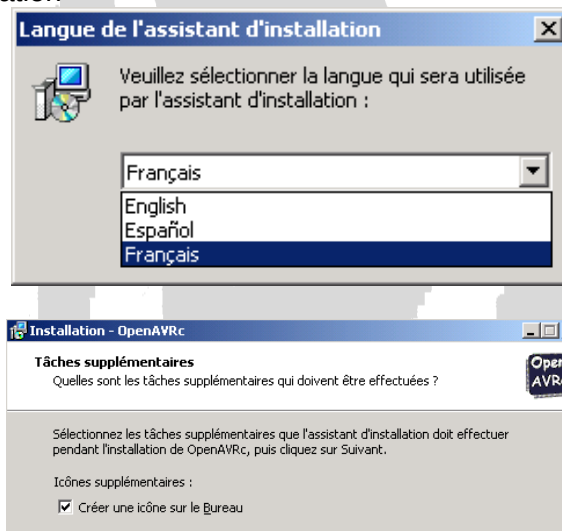 Langue de l'assistant d'installation
Veuillez sélectionner la langue qui sera utilisée
par l'assistant d'installation :
Français
English
Español
Français
Installation - OpenAVRc
Tâches supplémentaires
Quelles sont les tâches supplémentaires qui doivent être effectuées ?
Open
AVRc
Sélectionnez les tâches supplémentaires que l'assistant d'installation doit effectuer
pendant l'installation de OpenAVRc, puis cliquez sur Suivant.
Icônes supplémentaires :
Créer une icône sur le Bureau